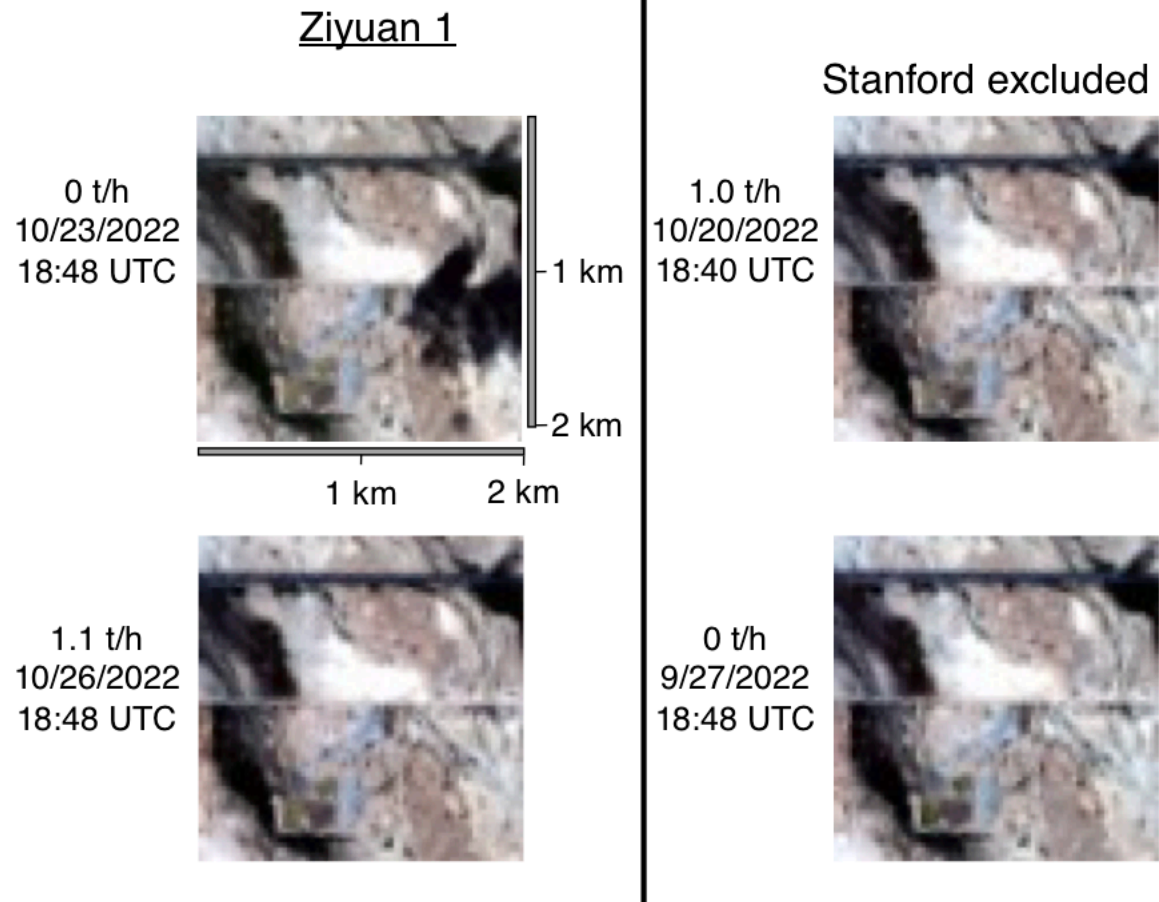 Ziyuan 1
Stanford excluded
0 t/h
10/23/2022
18:48 UTC
1 km
2 km
1 km
2 km
1.0 t/h
10/20/2022
18:40 UTC
1.1 t/h
10/26/2022
18:48 UTC
0 t/h
9/27/2022
18:48 UTC